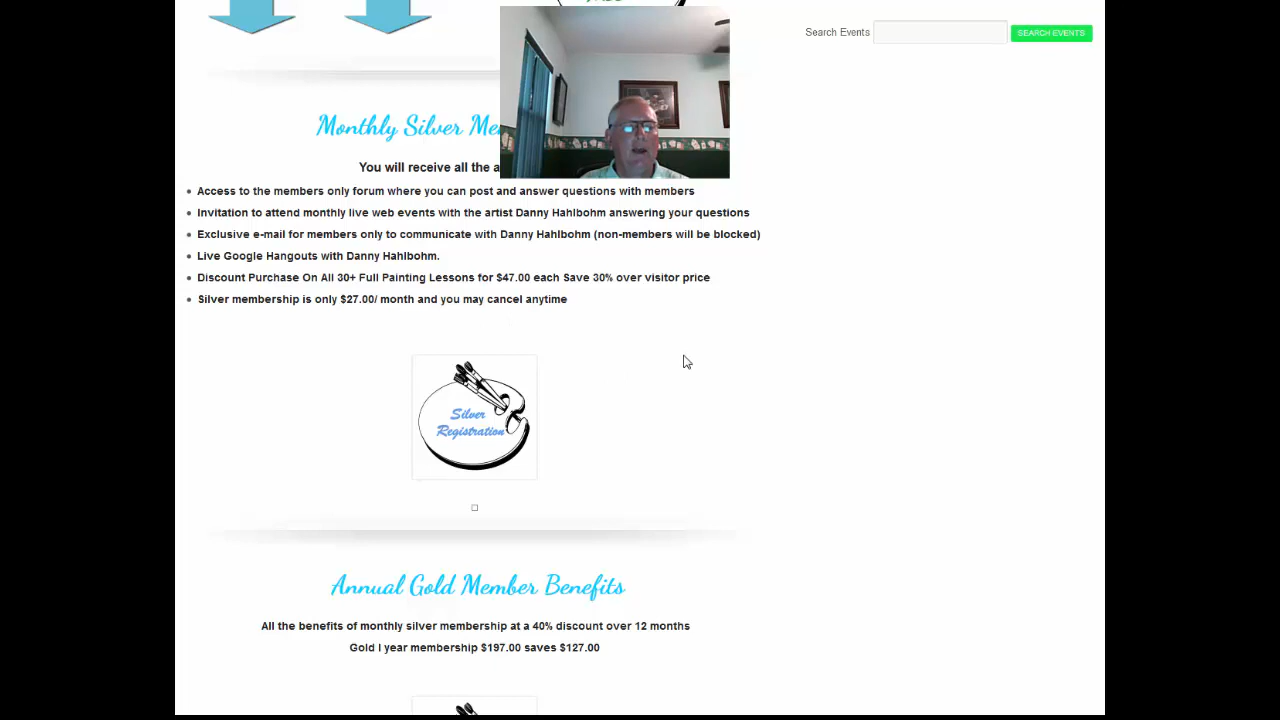 Search Events
SEARCH EVENTS
Monthly Silver
You will receive all the
Access to the members only forum where you can post and answer questions with members
Invitation to attend monthly live web events with the artist Danny Hahlbohm answering your questions
Exclusive e-mail for members only to communicate with Danny Hahlbohm (non-members will be blocked)
Live Google Hangouts with Danny Hahlbohm.
Discount Purchase On All 30+ Full Painting Lessons for $47.00 each Save 30% over visitor price
Silver membership is only $27.00/ month and you may cancel anytime
Silver
Registration
Annual Gold Member Benefits
All the benefits of monthly silver membership at a 40% discount over 12 months
Gold I year membership $197.00 saves $127.00